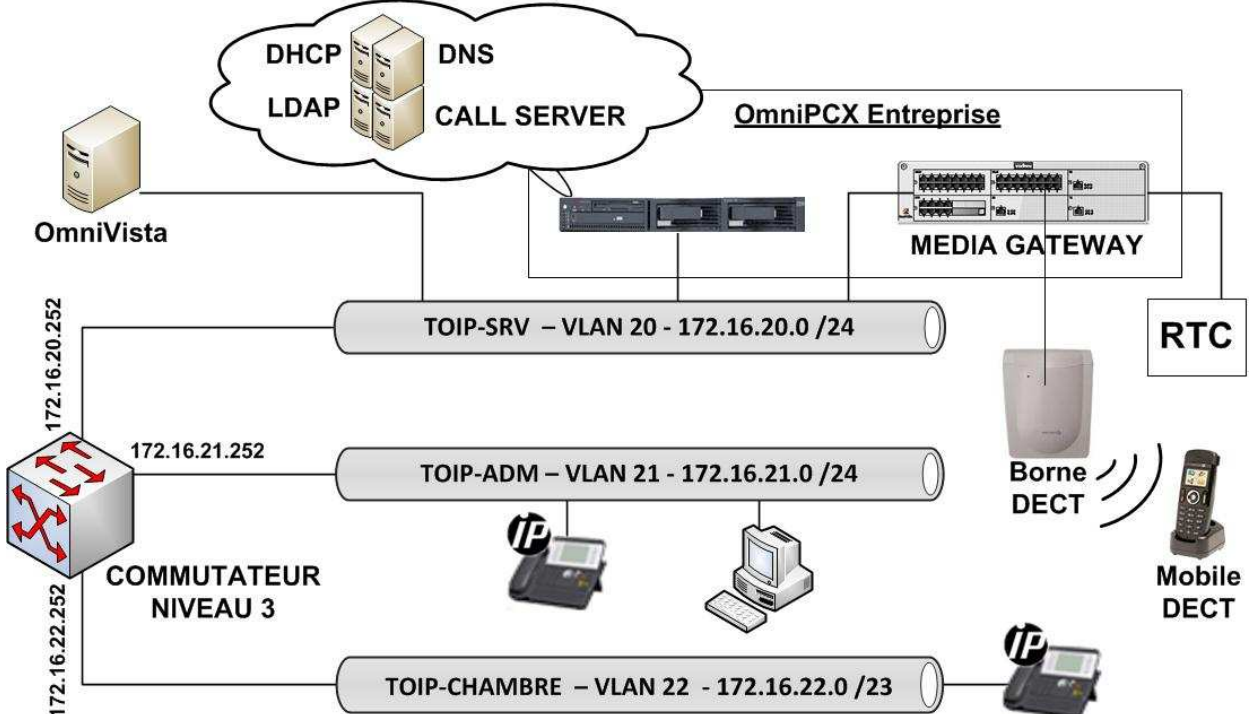 DHCP
DNS
LDAP
CALL SERVER
OmniPCX Entreprise
OmniVista
MEDIA GATEWAY
RTC
172.16.20.252
TOIP-SRV – VLAN 20 - 172.16.20.0 /24
172.16.21.252
TOIP-ADM – VLAN 21 - 172.16.21.0 /24
Borne
DECT
IP
COMMUTATEUR
NIVEAU 3
Mobile
DECT
172.16.22.252
IP
TOIP-CHAMBRE – VLAN 22 - 172.16.22.0 /23